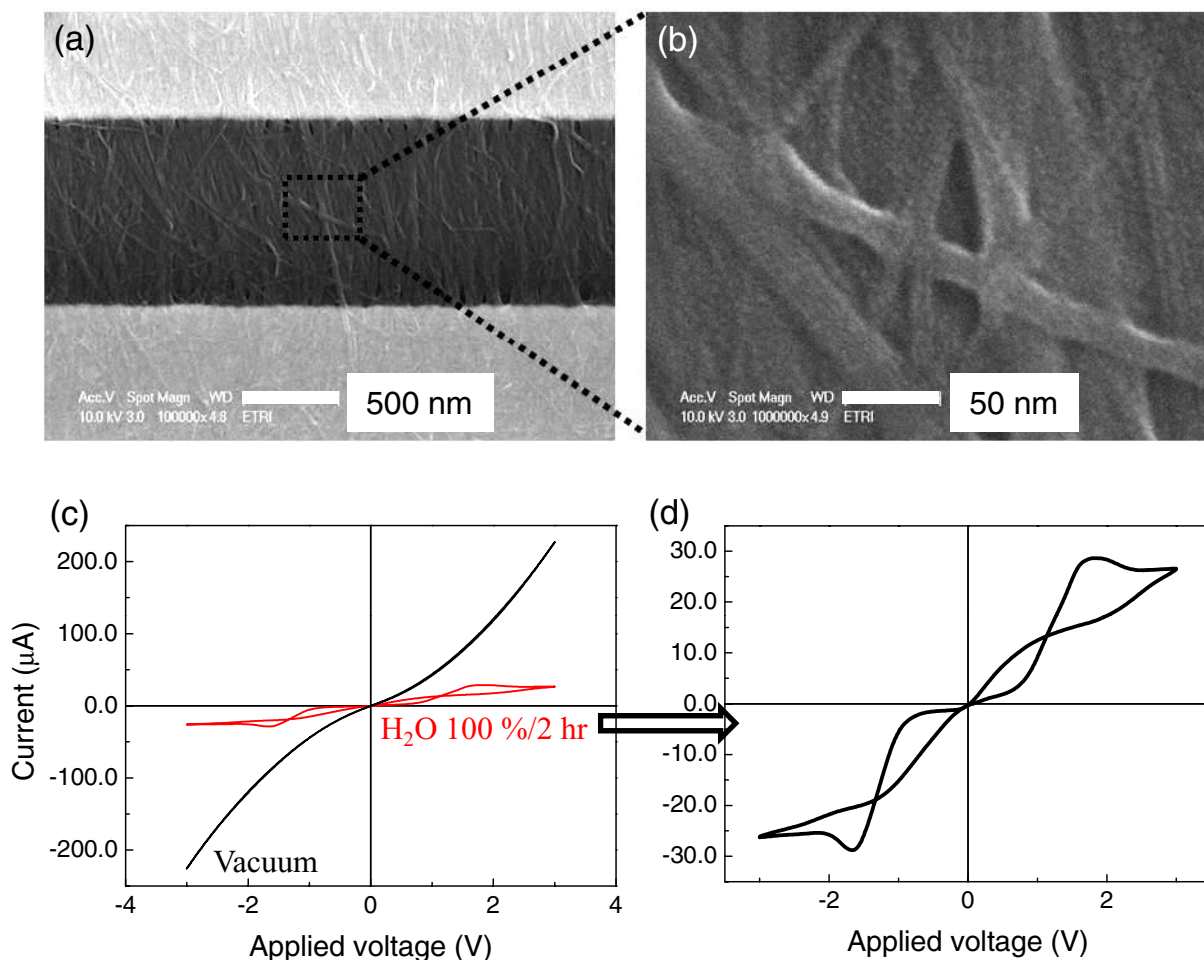 (a)
Acc.V Spot Magn WD
10.0 kV 3.0 100000x 4.8 ETRI
500 nm
(b)
Acc.V Spot Magn WD
10.0 kV 3.0 1000000x 4.9 ETRI
50 nm
(c)
Current (μA)
200.0
100.0
0.0
-100.0
-200.0
H₂O 100 %/2 hr
Vacuum
-4 -2 0 2 4
Applied voltage (V)
(d)
30.0
20.0
10.0
0.0
-10.0
-20.0
-30.0
-2 0 2
Applied voltage (V)